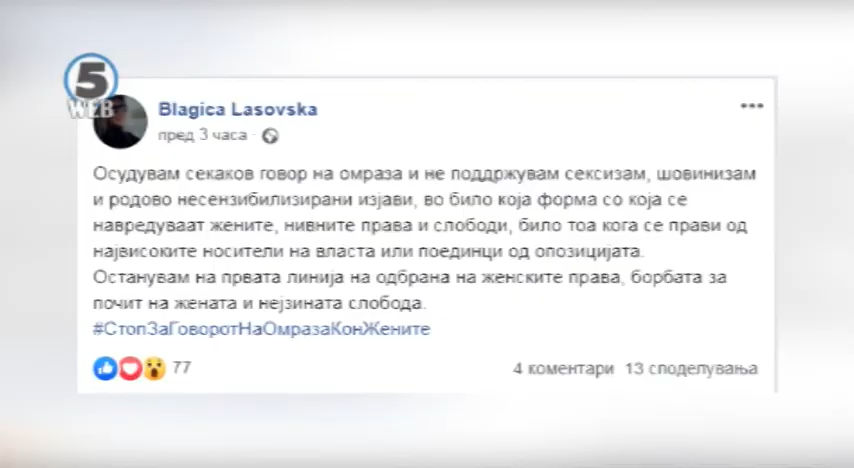 5
WEB
Blagica Lasovska
пред 3 часа
Осудувам секаков говор на омраза и не поддржувам сексизам, шовинизам
и родово несензибилизирани изјави, во било која форма со која се
навредуваат жените, нивните права и слободи, било тоа кога се прави од
највисоките носители на власта или поединци од опозицијата.
Останувам на првата линија на одбрана на женските права, борбата за
почит на жената и нејзината слобода.
#СтопЗаГоворотНаОмразаКонЖените
77
4 коментари 13 споделувања